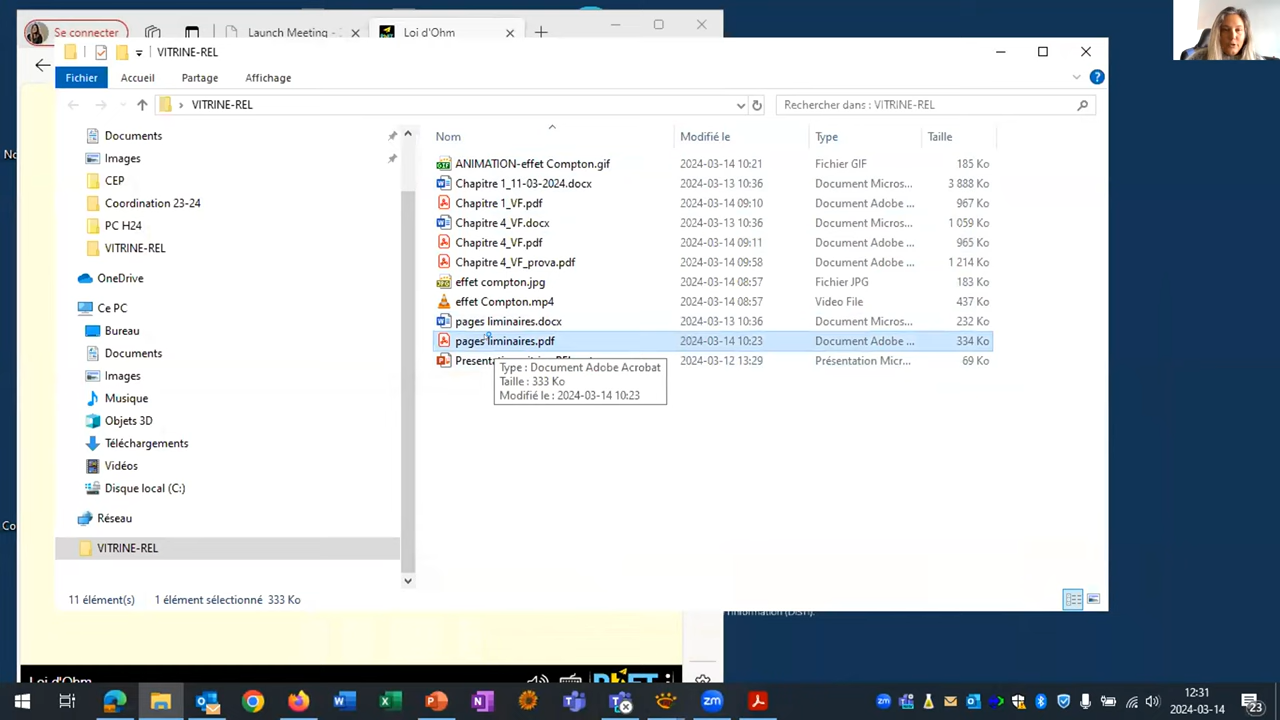 Se connecter
Launch Meeting -
Loi d'Ohm
VITRINE-REL
Fichier
Accueil
Partage
Affichage
VITRINE-REL
Rechercher dans : VITRINE-REL
Documents
Images
CEP
Coordination 23-24
PC H24
VITRINE-REL
OneDrive
Ce PC
Bureau
Documents
Images
Musique
Objets 3D
Téléchargements
Vidéos
Disque local (C:)
Réseau
VITRINE-REL
Nom Modifié le Type Taille
ANIMATION-effet Compton.gif 2024-03-14 10:21 Fichier GIF 185 Ko
Chapitre 1_11-03-2024.docx 2024-03-13 10:36 Document Micros... 3 888 Ko
Chapitre 1_VF.pdf 2024-03-14 09:10 Document Adobe ... 967 Ko
Chapitre 4_VF.docx 2024-03-13 10:36 Document Micros... 1 059 Ko
Chapitre 4_VF.pdf 2024-03-14 09:11 Document Adobe ... 965 Ko
Chapitre 4_VF_prova.pdf 2024-03-14 09:58 Document Adobe ... 1 214 Ko
effet compton.jpg 2024-03-14 08:57 Fichier JPG 183 Ko
effet Compton.mp4 2024-03-14 08:57 Video File 437 Ko
pages liminaires.docx 2024-03-13 10:36 Document Micros... 232 Ko
pages liminaires.pdf 2024-03-14 10:23 Document Adobe ... 334 Ko
2024-03-12 13:29 Présentation Micr... 69 Ko
Type : Document Adobe Acrobat
Taille : 333 Ko
Modifié le : 2024-03-14 10:23
11 élément(s) 1 élément sélectionné 333 Ko
Loi d'Ohm
12:31
2024-03-14
23